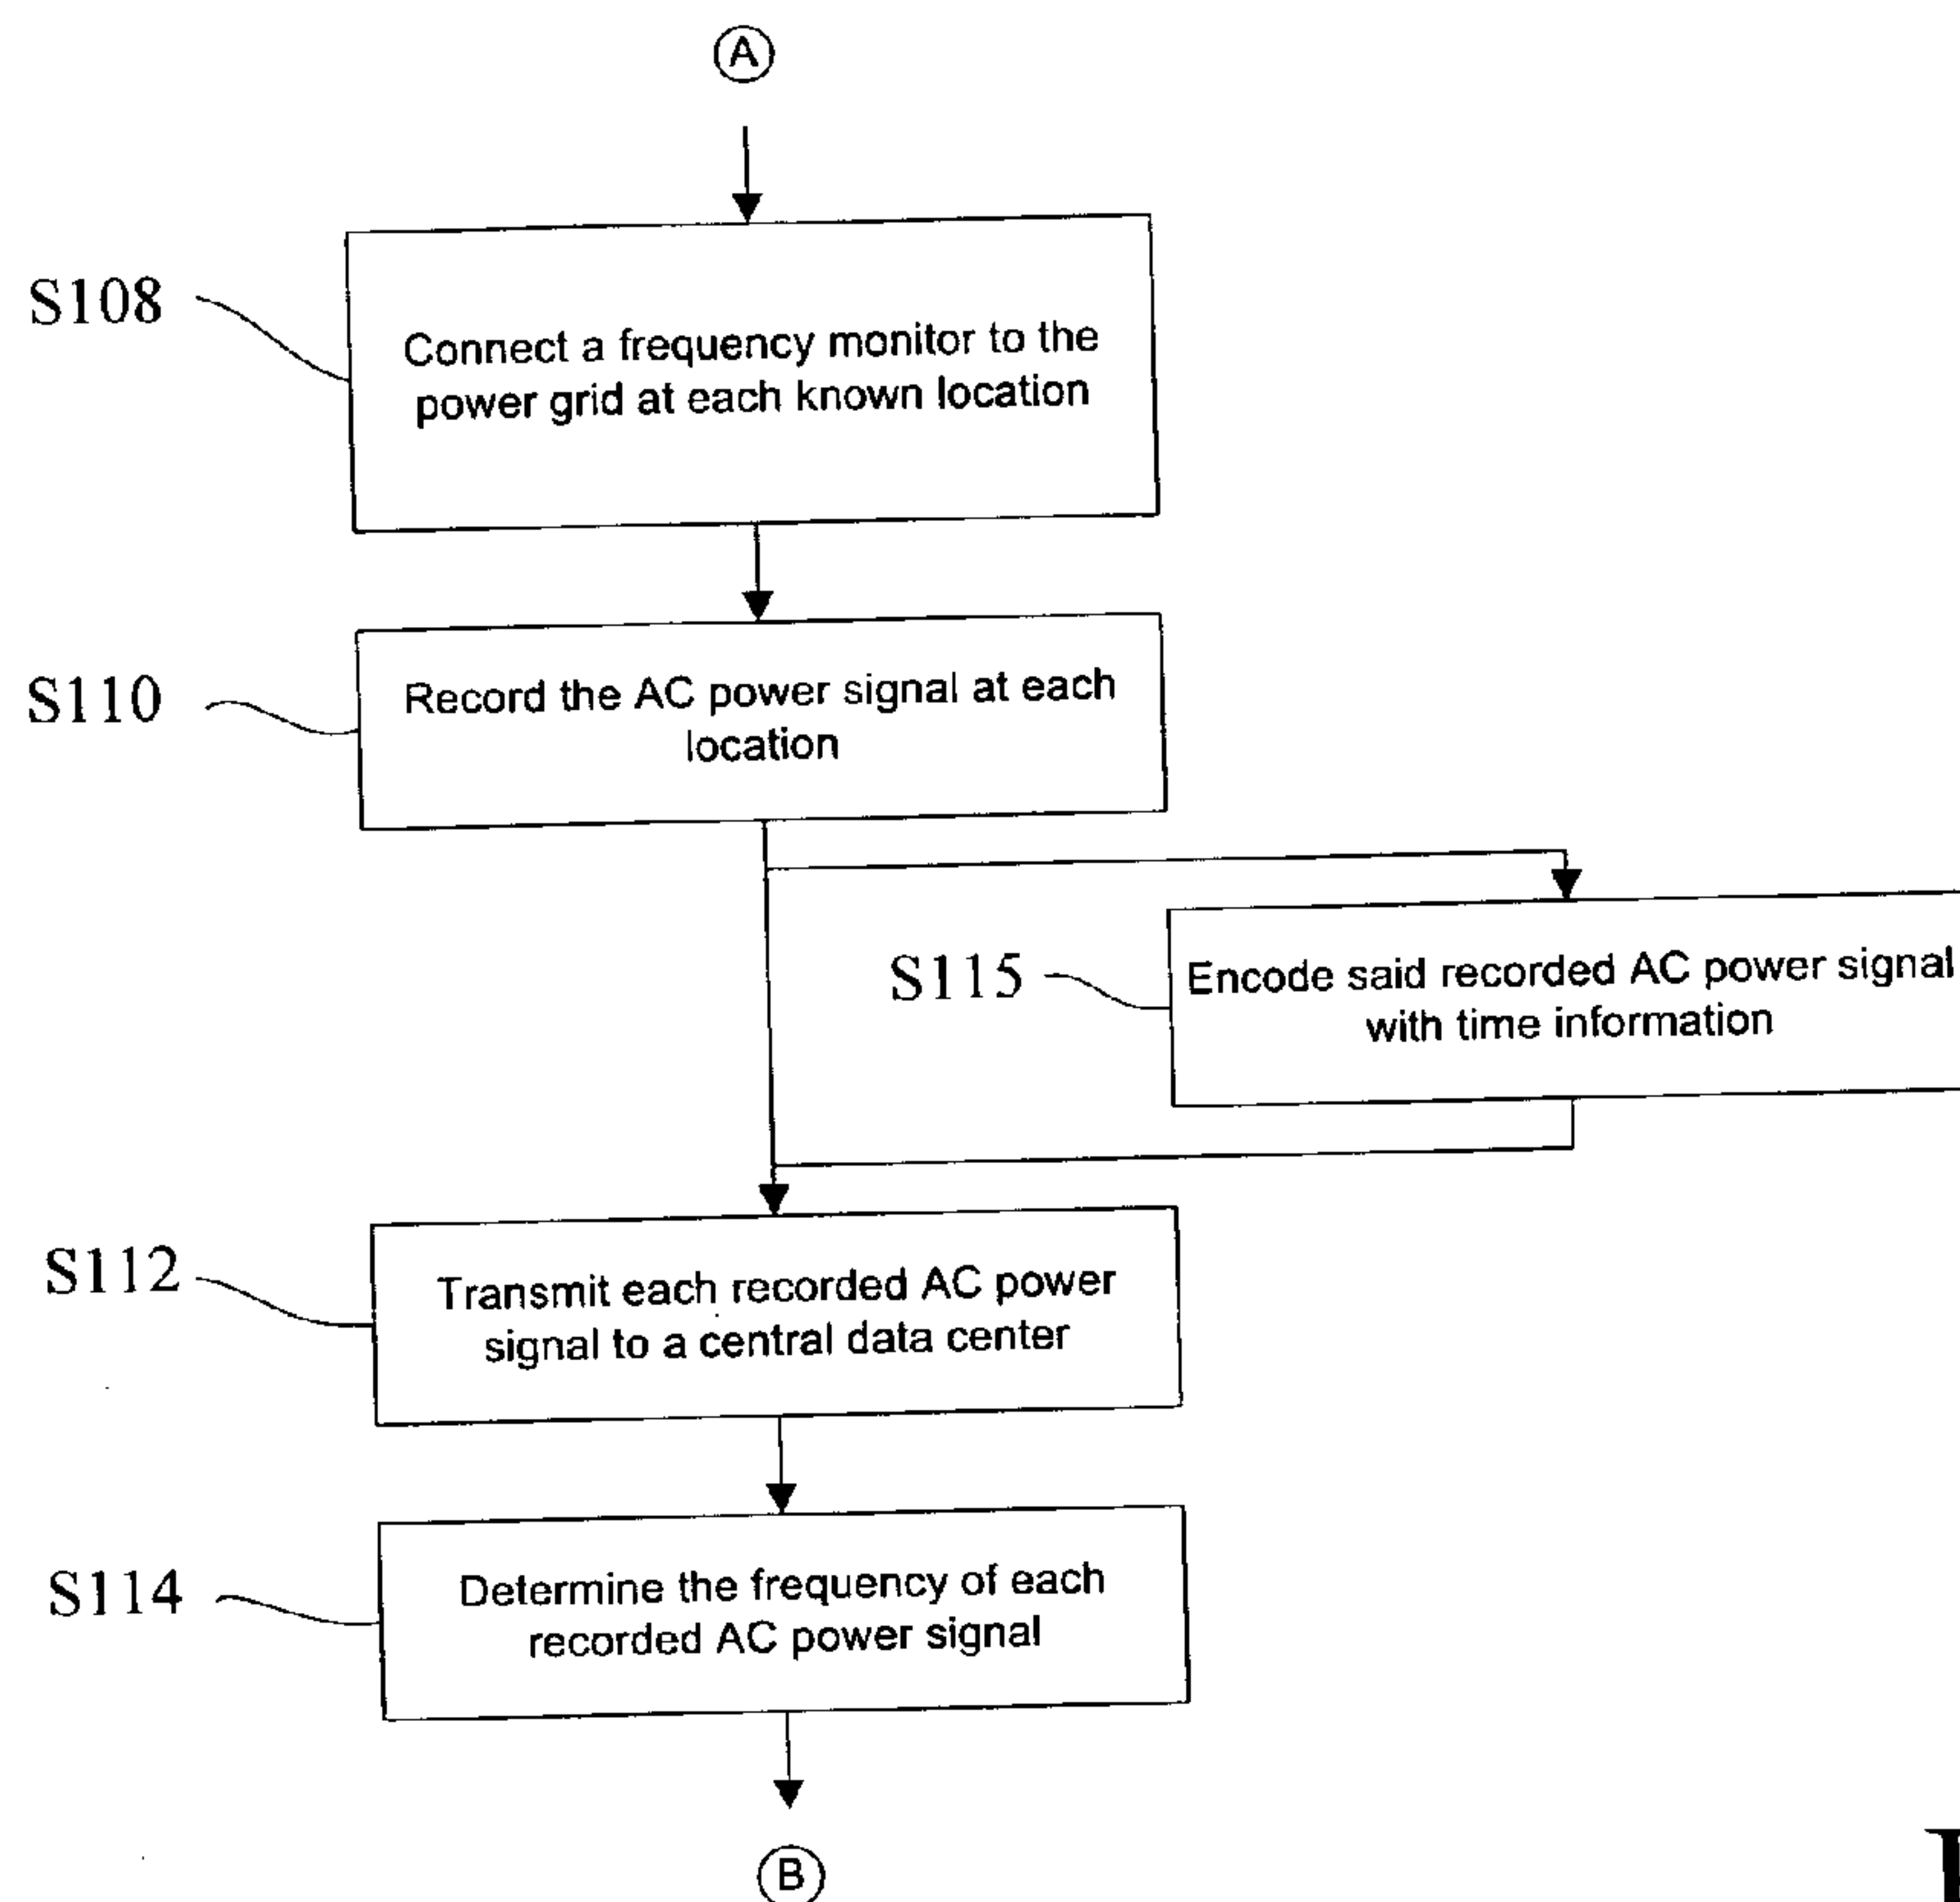 A
S108
Connect a frequency monitor to the
power grid at each known location
S110
Record the AC power signal at each
location
S115
Encode said recorded AC power signal
with time information
S112
Transmit each recorded AC power
signal to a central data center
S114
Determine the frequency of each
recorded AC power signal
B